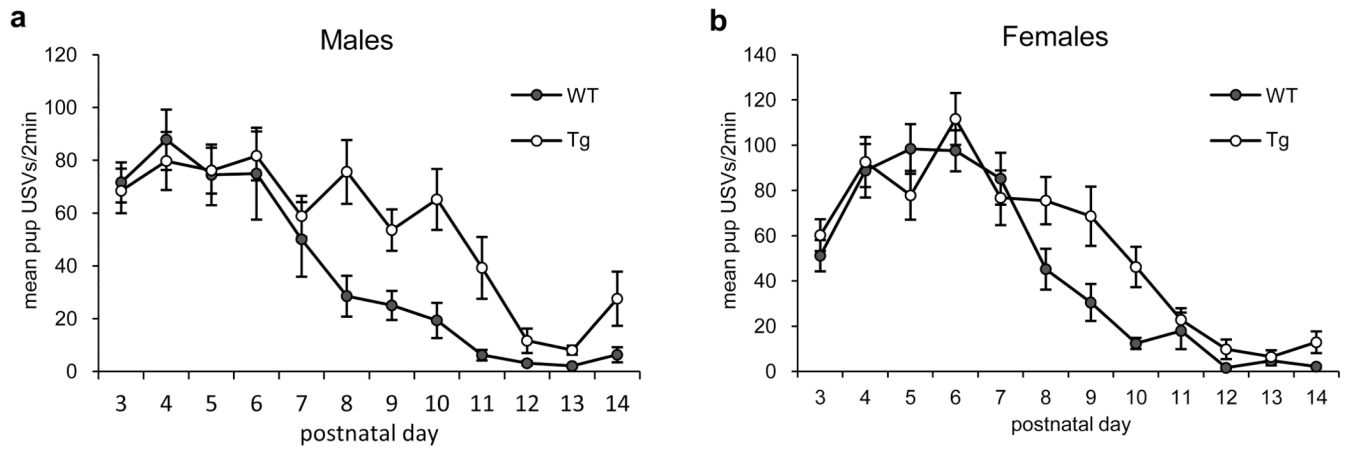 a
Males
mean pup USVs/2min
120
100
80
60
40
20
0
3 4 5 6 7 8 9 10 11 12 13 14
postnatal day
WT
Tg
b
Females
mean pup USVs/2min
140
120
100
80
60
40
20
0
3 4 5 6 7 8 9 10 11 12 13 14
postnatal day
WT
Tg